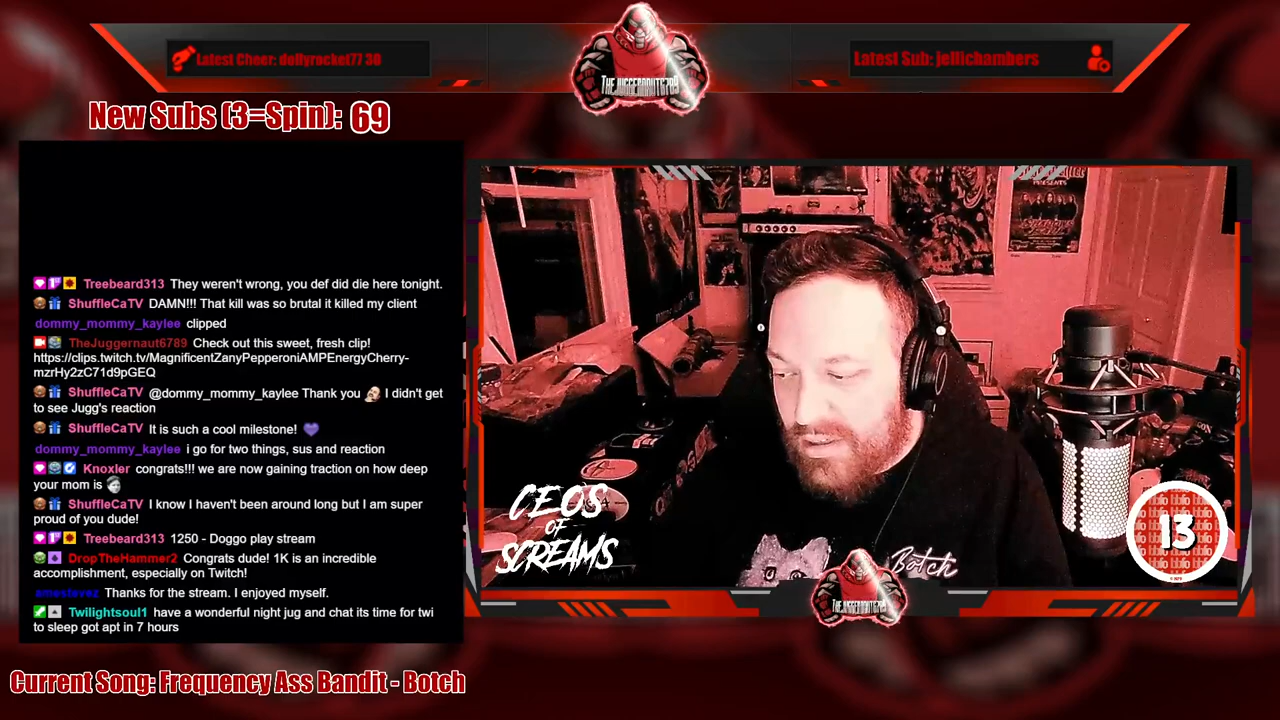 Latest Cheer: dollyrocket77 30
THEJUGGERNAUT6789
Latest Sub: jellichambers
New Subs (3=Spin): 69
Treebeard313 They weren't wrong, you def did die here tonight.
ShuffleCaTV DAMN!!! That kill was so brutal it killed my client
dommy_mommy_kaylee clipped
TheJuggernaut6789 Check out this sweet, fresh clip!
https://clips.twitch.tv/MagnificentZanyPepperoniAMPEnergyCherry-
mzrHy2zC71d9pGEQ
ShuffleCaTV @dommy_mommy_kaylee Thank you I didn't get
to see Jugg's reaction
ShuffleCaTV It is such a cool milestone!
dommy_mommy_kaylee i go for two things, sus and reaction
Knoxler congrats!!! we are now gaining traction on how deep
your mom is
ShuffleCaTV I know I haven't been around long but I am super
proud of you dude!
Treebeard313 1250 - Doggo play stream
DropTheHammer2 Congrats dude! 1K is an incredible
accomplishment, especially on Twitch!
Thanks for the stream. I enjoyed myself.
Twilightsoul1 have a wonderful night jug and chat its time for twi
to sleep got apt in 7 hours
CEOS
OF
SCREAMS
Botch
13
THEJUGGERNAUT6789
Current Song: Frequency Ass Bandit - Botch